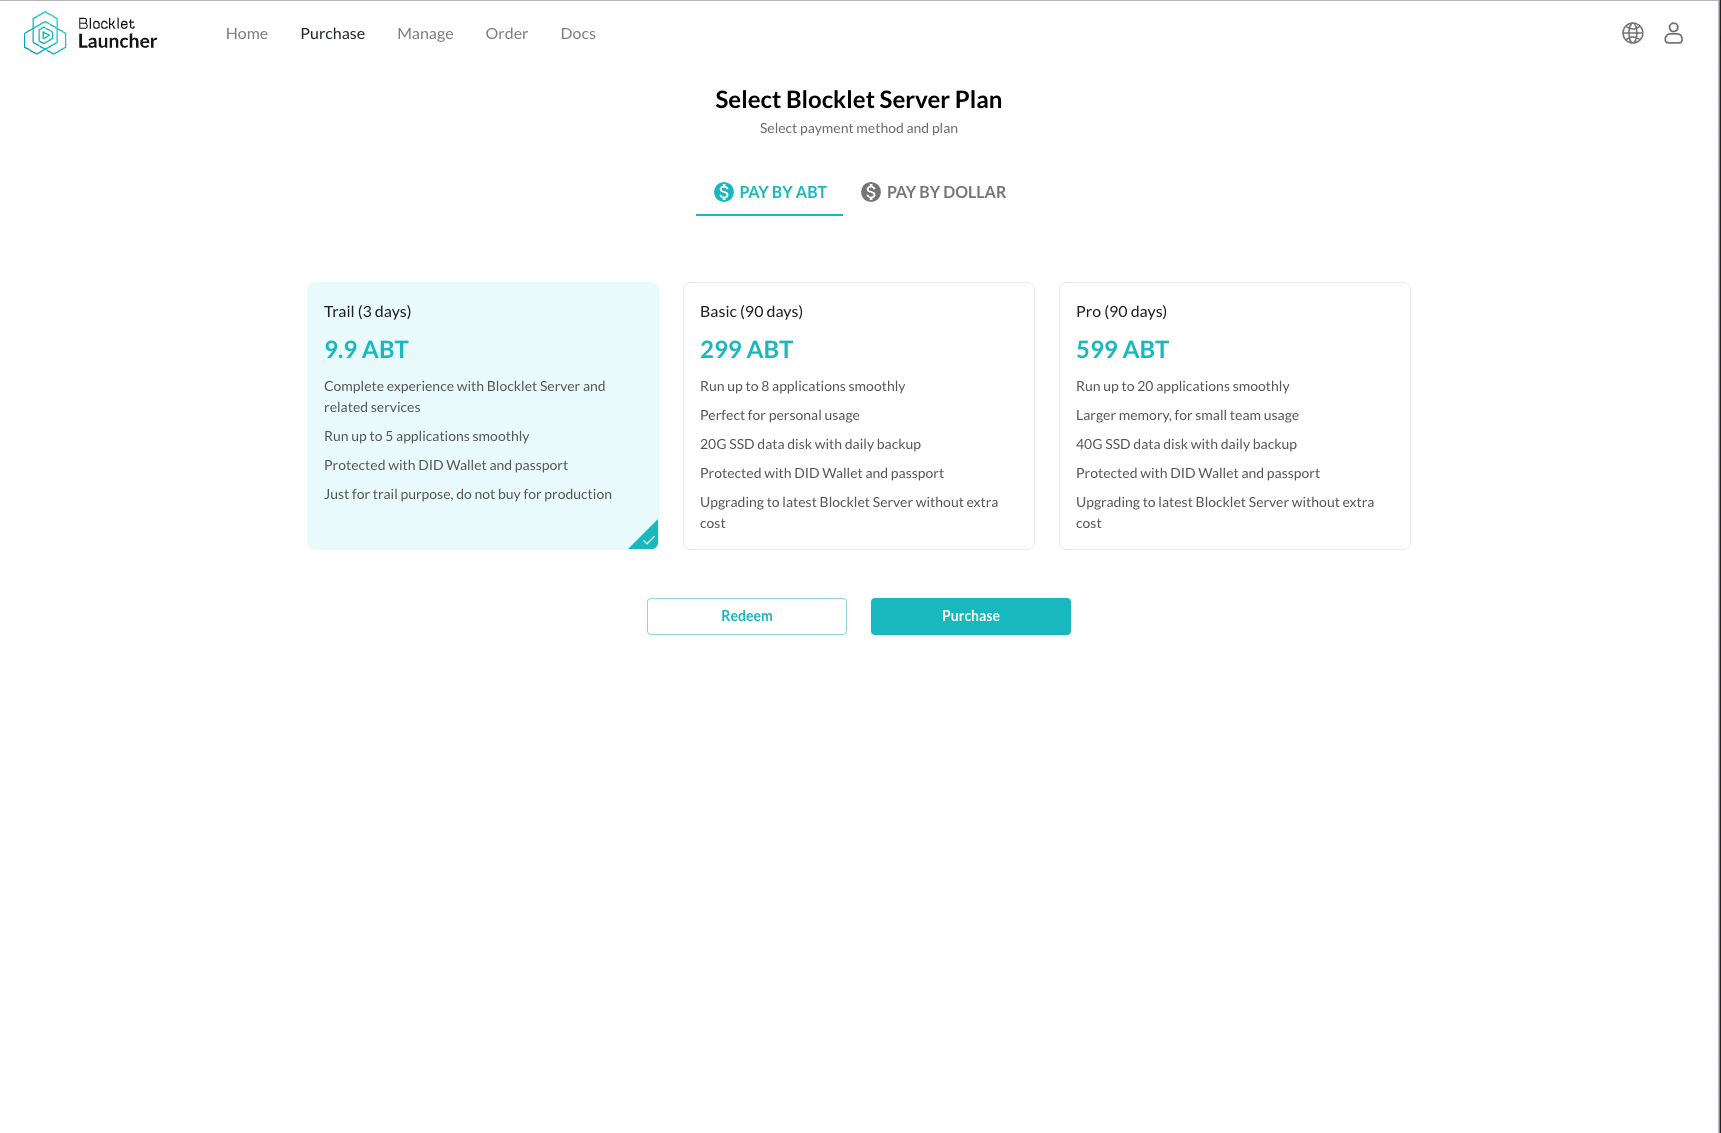 Blocklet
Launcher
Home Purchase Manage Order Docs
Select Blocklet Server Plan
Select payment method and plan
PAY BY ABT PAY BY DOLLAR
Trail (3 days)
9.9 ABT
Complete experience with Blocklet Server and
related services
Run up to 5 applications smoothly
Protected with DID Wallet and passport
Just for trail purpose, do not buy for production
Basic (90 days)
299 ABT
Run up to 8 applications smoothly
Perfect for personal usage
20G SSD data disk with daily backup
Protected with DID Wallet and passport
Upgrading to latest Blocklet Server without extra
cost
Pro (90 days)
599 ABT
Run up to 20 applications smoothly
Larger memory, for small team usage
40G SSD data disk with daily backup
Protected with DID Wallet and passport
Upgrading to latest Blocklet Server without extra
cost
Redeem Purchase